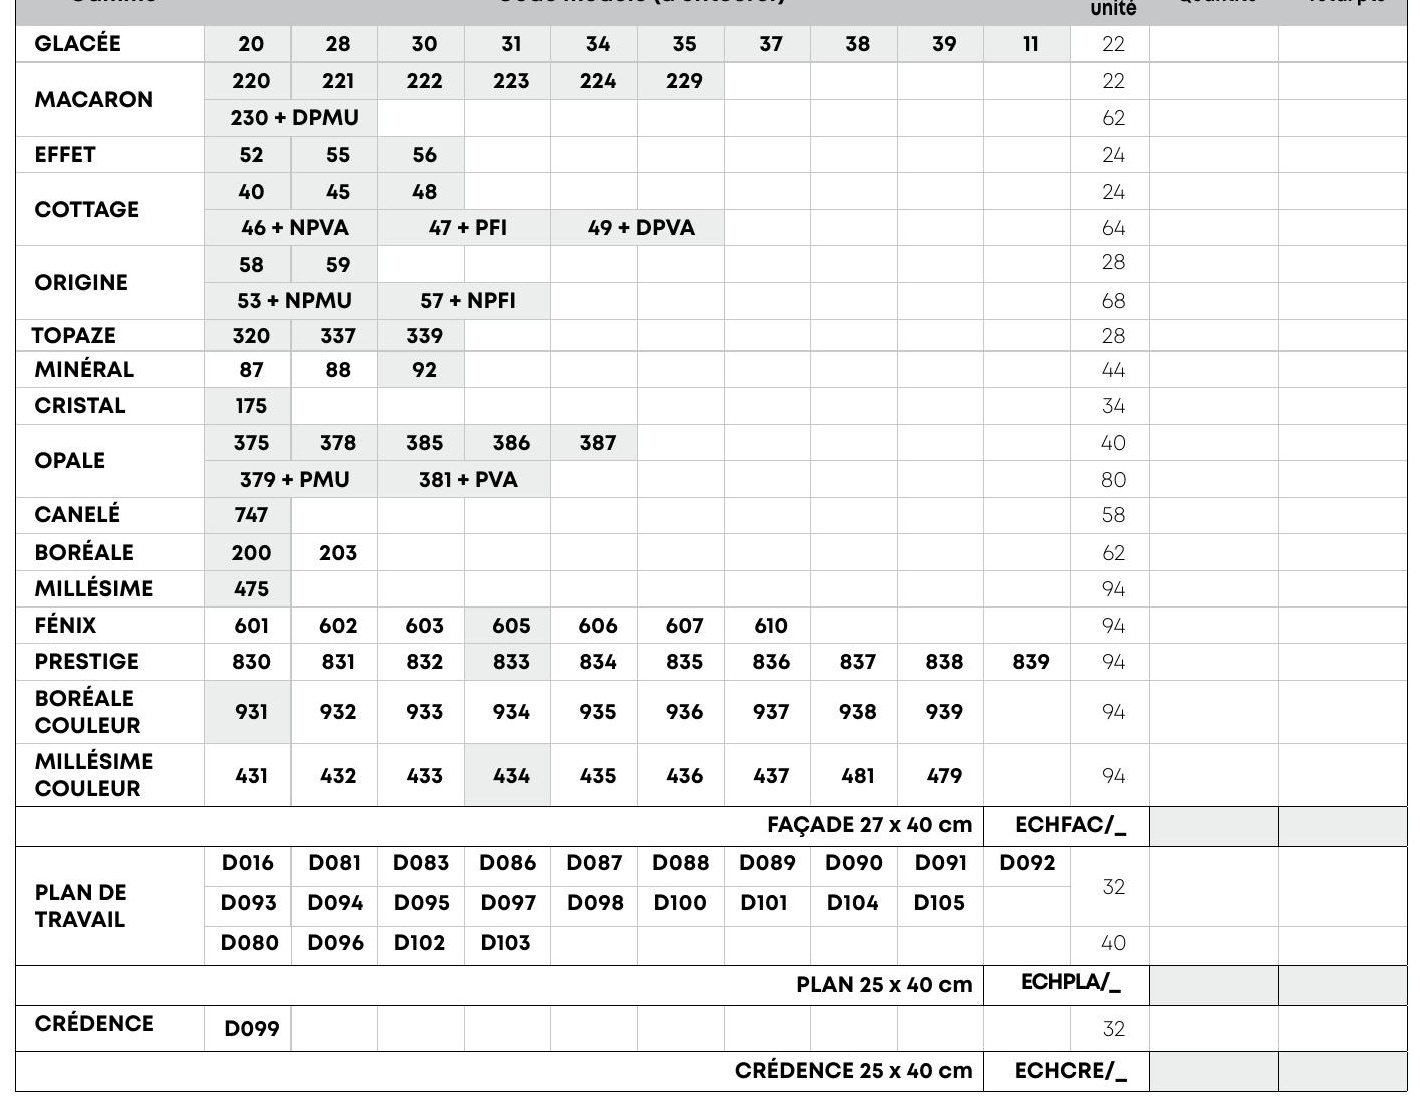 unité
GLACÉE 20 28 30 31 34 35 37 38 39 11 22
MACARON
220 221 222 223 224 229 22
230 + DPMU 62
EFFET 52 55 56 24
COTTAGE
40 45 48 24
46 + NPVA 47 + PFI 49 + DPVA 64
ORIGINE
58 59 28
53 + NPMU 57 + NPFI 68
TOPAZE 320 337 339 28
MINÉRAL 87 88 92 44
CRISTAL 175 34
OPALE
375 378 385 386 387 40
379 + PMU 381 + PVA 80
CANELÉ 747 58
BORÉALE 200 203 62
MILLÉSIME 475 94
FÉNIX 601 602 603 605 606 607 610 94
PRESTIGE 830 831 832 833 834 835 836 837 838 839 94
BORÉALE
COULEUR
931 932 933 934 935 936 937 938 939 94
MILLÉSIME
COULEUR
431 432 433 434 435 436 437 481 479 94
FAÇADE 27 x 40 cm ECHFAC/_
PLAN DE
TRAVAIL
D016 D081 D083 D086 D087 D088 D089 D090 D091 D092 32
D093 D094 D095 D097 D098 D100 D101 D104 D105
D080 D096 D102 D103 40
PLAN 25 x 40 cm ECHPLA/_
CRÉDENCE D099 32
CRÉDENCE 25 x 40 cm ECHCRE/_